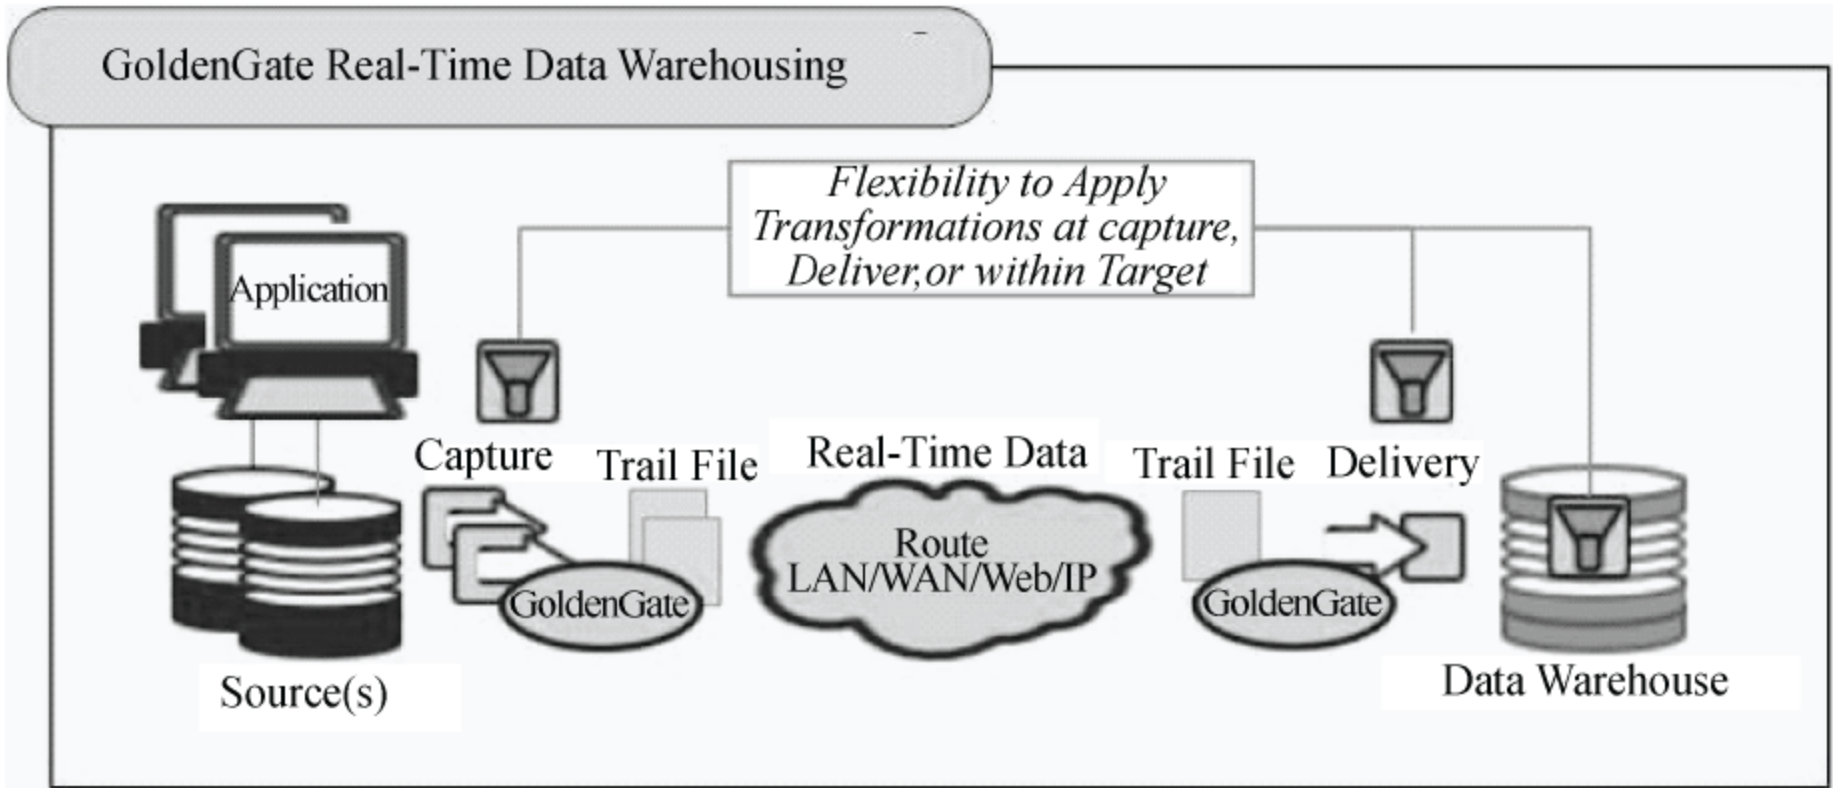 GoldenGate Real-Time Data Warehousing
Flexibility to Apply
Transformations at capture,
Deliver,or within Target
Application
Capture
Trail File
Real-Time Data
Trail File
Delivery
Route
LAN/WAN/Web/IP
GoldenGate
GoldenGate
Source(s)
Data Warehouse